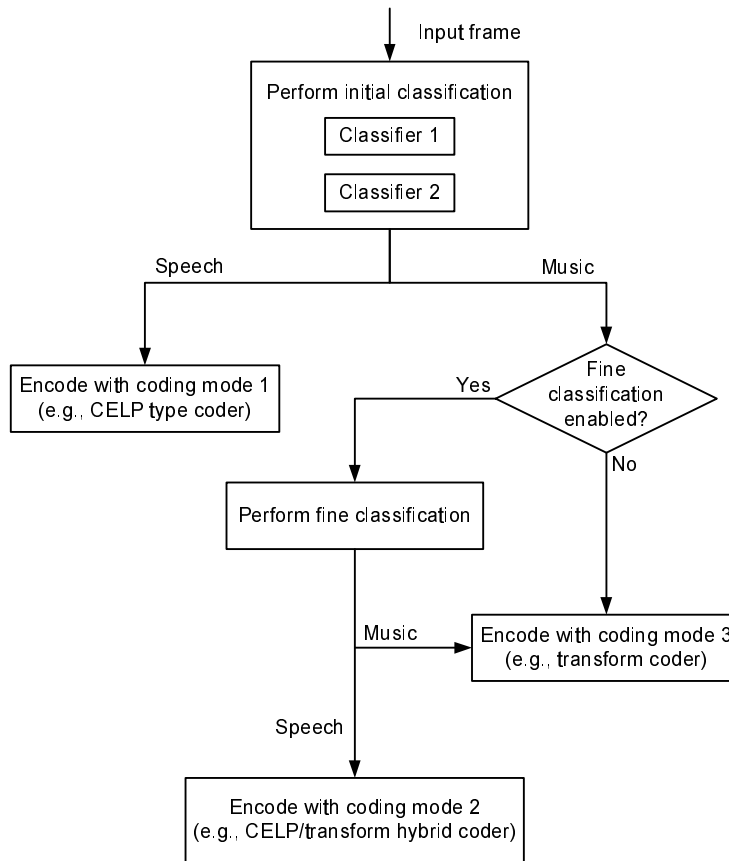 Input frame
Perform initial classification
Classifier 1
Classifier 2
Speech
Music
Encode with coding mode 1
(e.g., CELP type coder)
Yes
Fine
classification
enabled?
No
Perform fine classification
Music
Encode with coding mode 3
(e.g., transform coder)
Speech
Encode with coding mode 2
(e.g., CELP/transform hybrid coder)